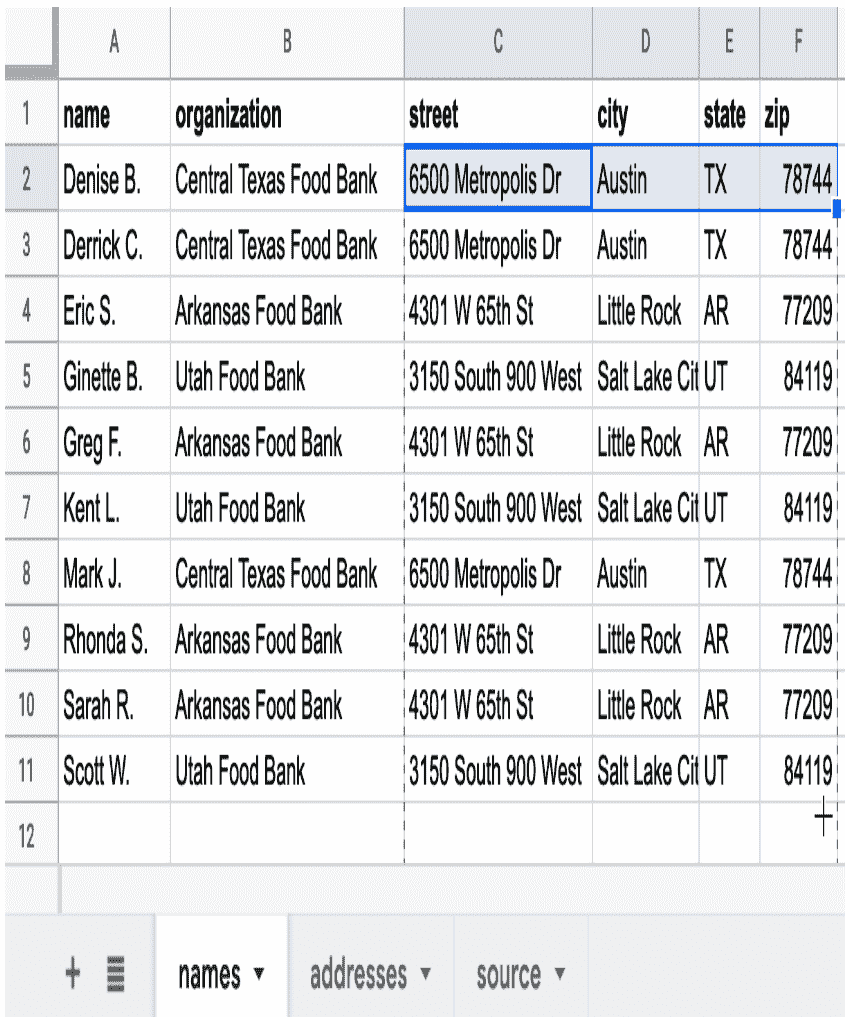 A B C D E F
1 name organization street city state zip
2 Denise B. Central Texas Food Bank 6500 Metropolis Dr Austin TX 78744
3 Derrick C. Central Texas Food Bank 6500 Metropolis Dr Austin TX 78744
4 Eric S. Arkansas Food Bank 4301 W 65th St Little Rock AR 77209
5 Ginette B. Utah Food Bank 3150 South 900 West Salt Lake Cit UT 84119
6 Greg F. Arkansas Food Bank 4301 W 65th St Little Rock AR 77209
7 Kent L. Utah Food Bank 3150 South 900 West Salt Lake Cit UT 84119
8 Mark J. Central Texas Food Bank 6500 Metropolis Dr Austin TX 78744
9 Rhonda S. Arkansas Food Bank 4301 W 65th St Little Rock AR 77209
10 Sarah R. Arkansas Food Bank 4301 W 65th St Little Rock AR 77209
11 Scott W. Utah Food Bank 3150 South 900 West Salt Lake Cit UT 84119
12
names addresses source